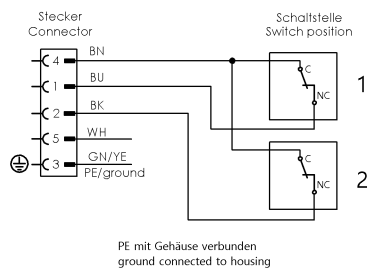 Stecker
Connector
Schaltstelle
Switch position
4 BN
1 BU
2 BK
5 WH
3 GN/YE
PE/ground
C
NC
1
C
NC
2
PE mit Gehäuse verbunden
ground connected to housing